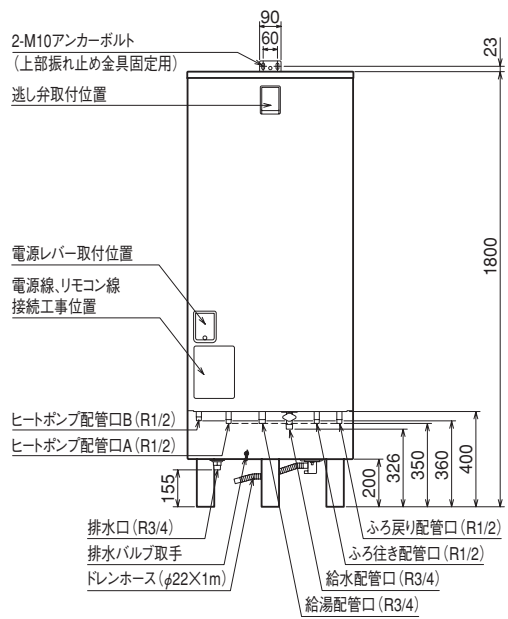 90
60
2-M10アンカーボルト
(上部振れ止め金具固定用)
23
逃し弁取付位置
1800
電源レバー取付位置
電源線、リモコン線
接続工事位置
ヒートポンプ配管口B(R1/2)
ヒートポンプ配管口A(R1/2)
155
200
326
350
360
400
排水口(R3/4)
排水バルブ取手
ドレンホース(φ22×1m)
ふろ戻り配管口(R1/2)
ふろ往き配管口(R1/2)
給水配管口(R3/4)
給湯配管口(R3/4)